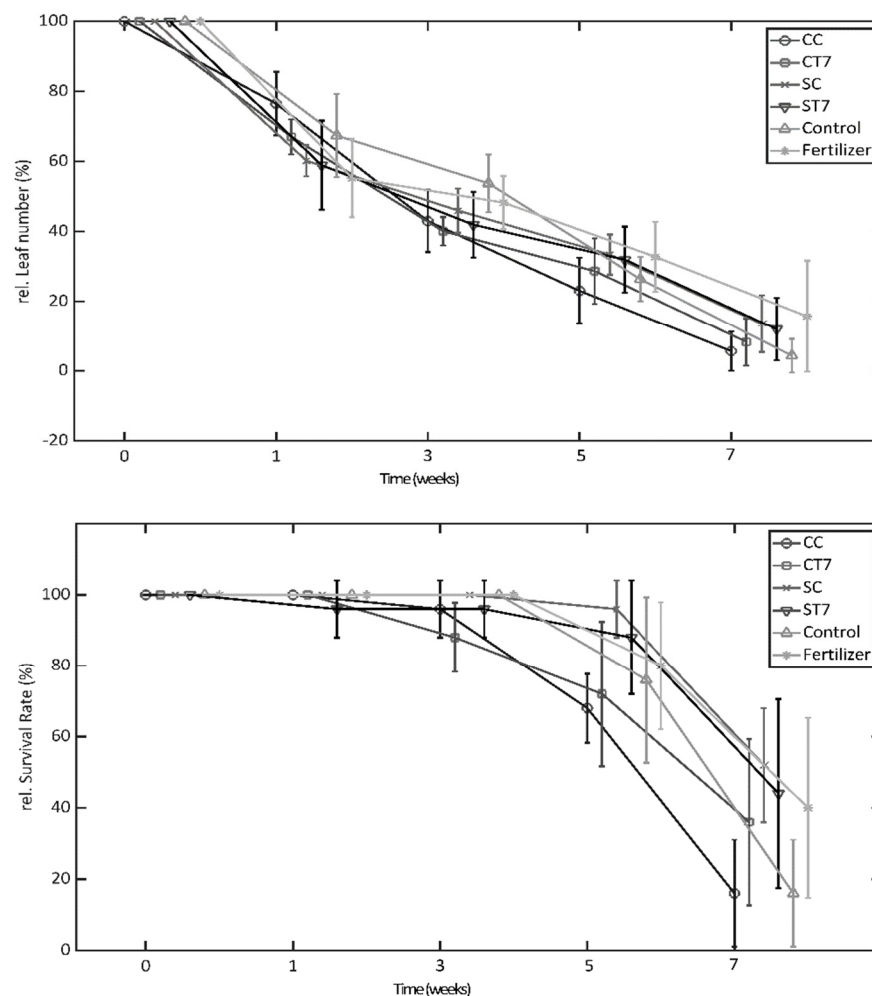 100
80
60
40
20
0
-20
rel. Leaf number (%)
0 1 3 5 7
Time (weeks)
CC
CT7
SC
ST7
Control
Fertilizer
100
80
60
40
20
0
rel. Survival Rate (%)
0 1 3 5 7
Time (weeks)
CC
CT7
SC
ST7
Control
Fertilizer